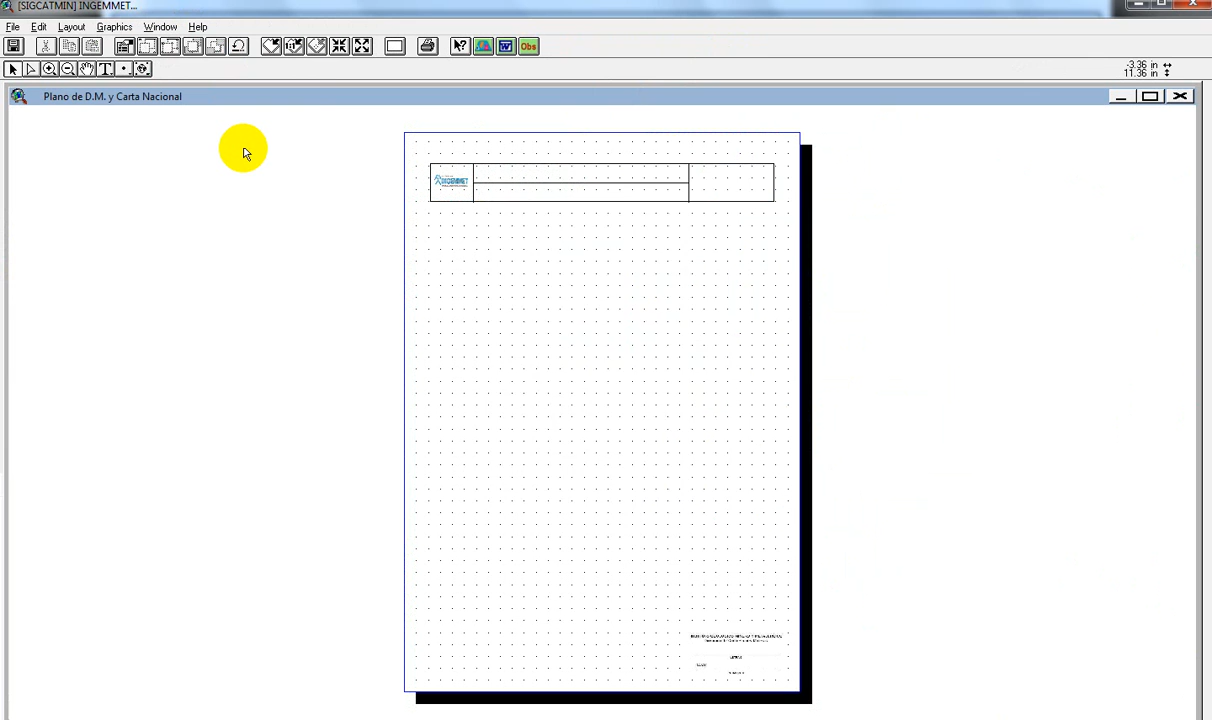 [SIGCATMIN] INGEMMET...
File Edit Layout Graphics Window Help
W Obs
T
-3.36 in
11.36 in
Plano de D.M. y Carta Nacional
INGEMMET